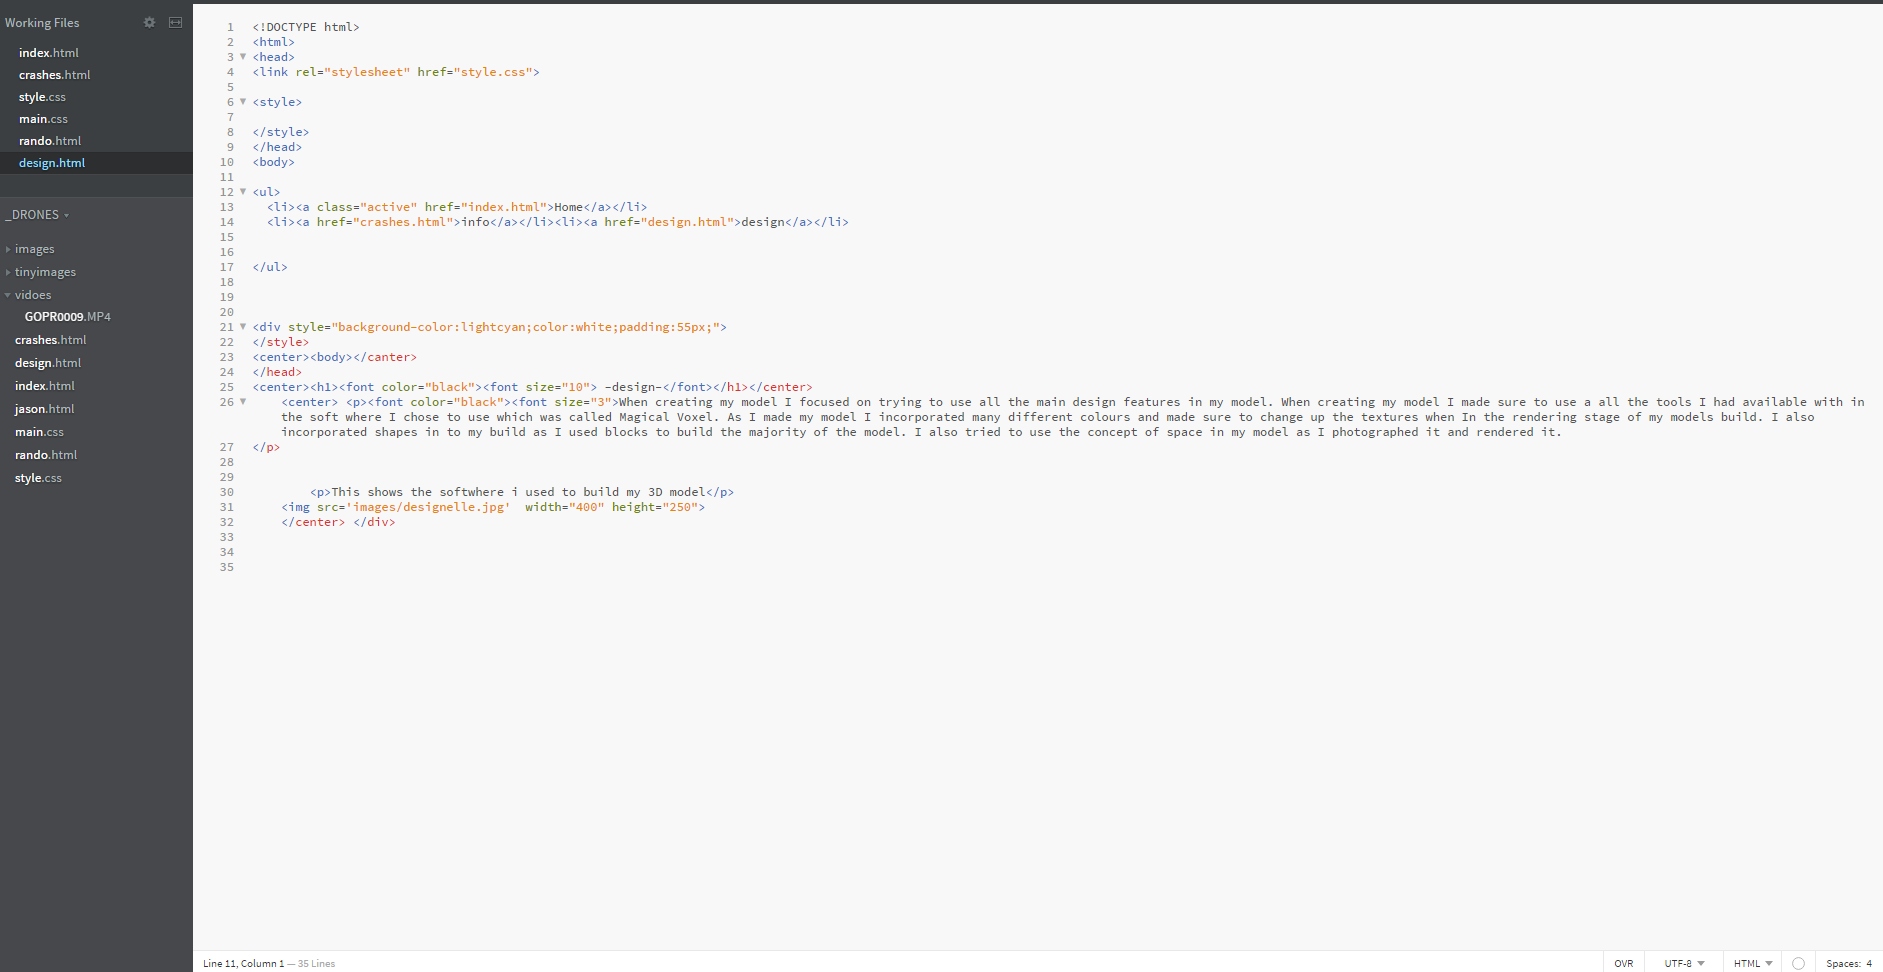 Working Files
index.html
crashes.html
style.css
main.css
rando.html
design.html
_DRONES
images
tinyimages
vidoes
GOPR0009.MP4
crashes.html
design.html
index.html
jason.html
main.css
rando.html
style.css
1 <!DOCTYPE html>
2 <html>
3 <head>
4 <link rel="stylesheet" href="style.css">
5
6 <style>
7
8 </style>
9 </head>
10 <body>
11
12 <ul>
13 <li><a class="active" href="index.html">Home</a></li>
14 <li><a href="crashes.html">info</a></li><li><a href="design.html">design</a></li>
15
16
17 </ul>
18
19
20
21 <div style="background-color:lightcyan;color:white;padding:55px;">
22 </style>
23 <center><body></canter>
24 </head>
25 <center><h1><font color="black"><font size="10"> -design-</font></h1></center>
26 <center> <p><font color="black"><font size="3">When creating my model I focused on trying to use all the main design features in my model. When creating my model I made sure to use a all the tools I had available with in
the soft where I chose to use which was called Magical Voxel. As I made my model I incorporated many different colours and made sure to change up the textures when In the rendering stage of my models build. I also
incorporated shapes in to my build as I used blocks to build the majority of the model. I also tried to use the concept of space in my model as I photographed it and rendered it.
27 </p>
28
29
30 <p>This shows the softwhere i used to build my 3D model</p>
31 <img src='images/designelle.jpg'  width="400" height="250">
32 </center> </div>
33
34
35
Line 11, Column 1 — 35 Lines
OVR UTF-8 HTML Spaces: 4